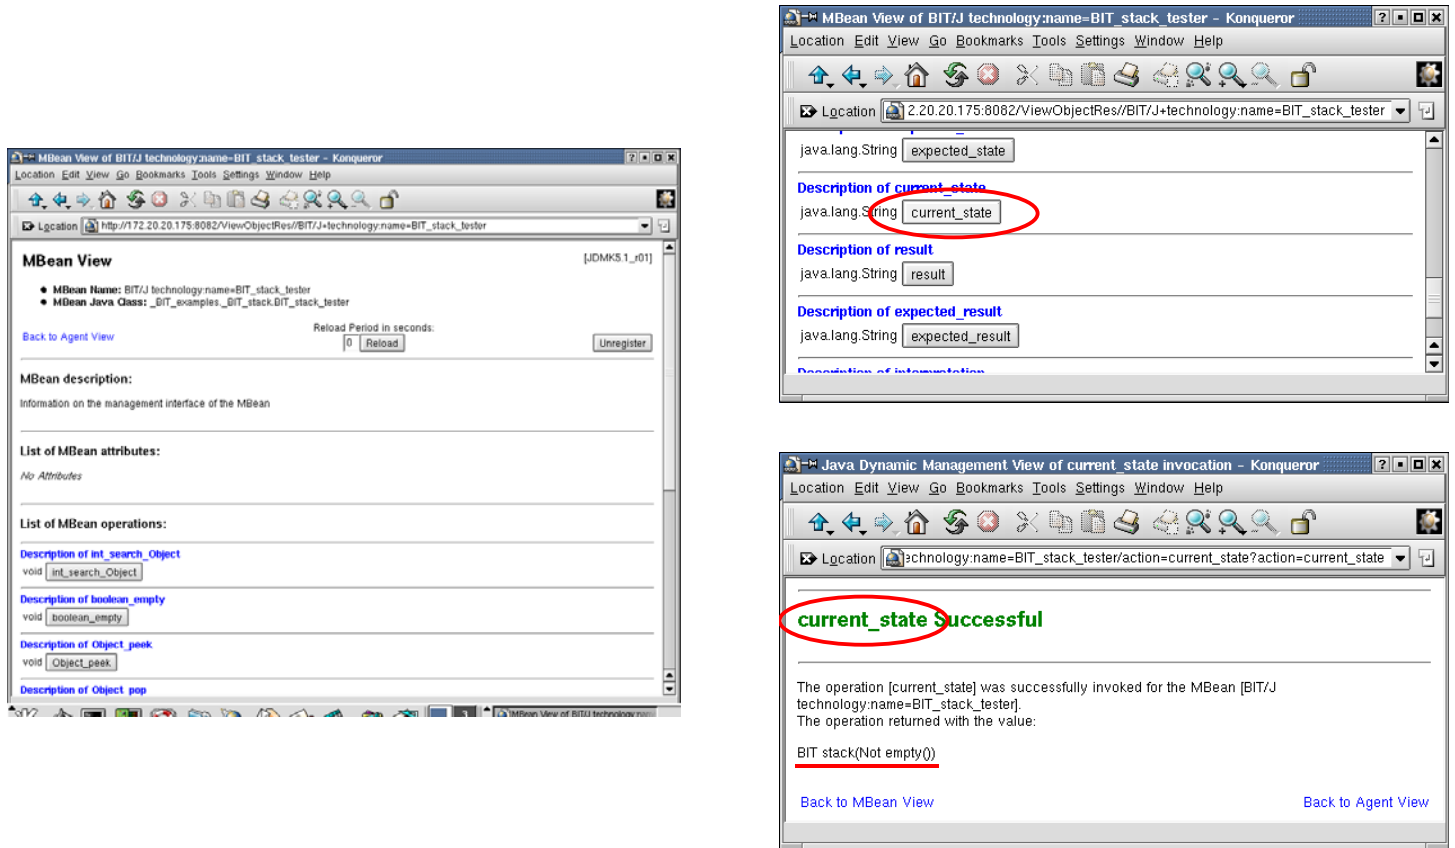 MBean View of BIT/J technology:name=BIT_stack_tester - Konqueror
Location Edit View Go Bookmarks Tools Settings Window Help
Location http://172.20.20.175:8082/ViewObjectRes//BIT/J+technology:name=BIT_stack_tester
MBean View [JDMK5.1_r01]
MBean Name: BIT/J technology:name=BIT_stack_tester
MBean Java Class: _BIT_examples._BIT_stack.BIT_stack_tester
Reload Period in seconds:
Back to Agent View 0 Reload Unregister
MBean description:
Information on the management interface of the MBean
List of MBean attributes:
No Attributes
List of MBean operations:
Description of int_search_Object
void int_search_Object
Description of boolean_empty
void boolean_empty
Description of Object_peek
void Object_peek
Description of Object_pop
3 MBean View of BIT/J technology:nam
MBean View of BIT/J technology:name=BIT_stack_tester - Konqueror
Location Edit View Go Bookmarks Tools Settings Window Help
Location 2.20.20.175:8082/ViewObjectRes//BIT/J+technology:name=BIT_stack_tester
java.lang.String expected_state
Description of current_state
java.lang.String current_state
Description of result
java.lang.String result
Description of expected_result
java.lang.String expected_result
Description of interpretation
Java Dynamic Management View of current_state invocation - Konqueror
Location Edit View Go Bookmarks Tools Settings Window Help
Location echnology:name=BIT_stack_tester/action=current_state?action=current_state
current_state Successful
The operation [current_state] was successfully invoked for the MBean [BIT/J
technology:name=BIT_stack_tester].
The operation returned with the value:
BIT stack(Not empty())
Back to MBean View Back to Agent View